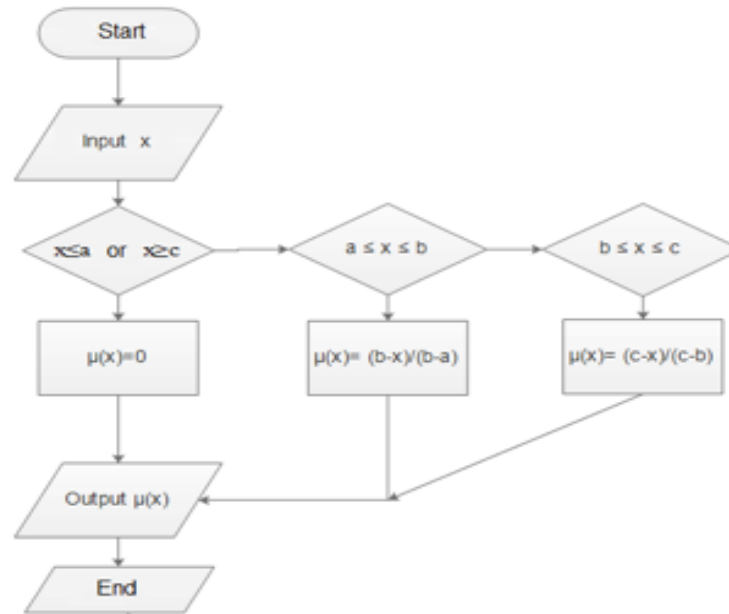 Start
Input x
x≤a or x≥c
a ≤ x ≤ b
b ≤ x ≤ c
μ(x)=0
μ(x)= (b-x)/(b-a)
μ(x)= (c-x)/(c-b)
Output μ(x)
End